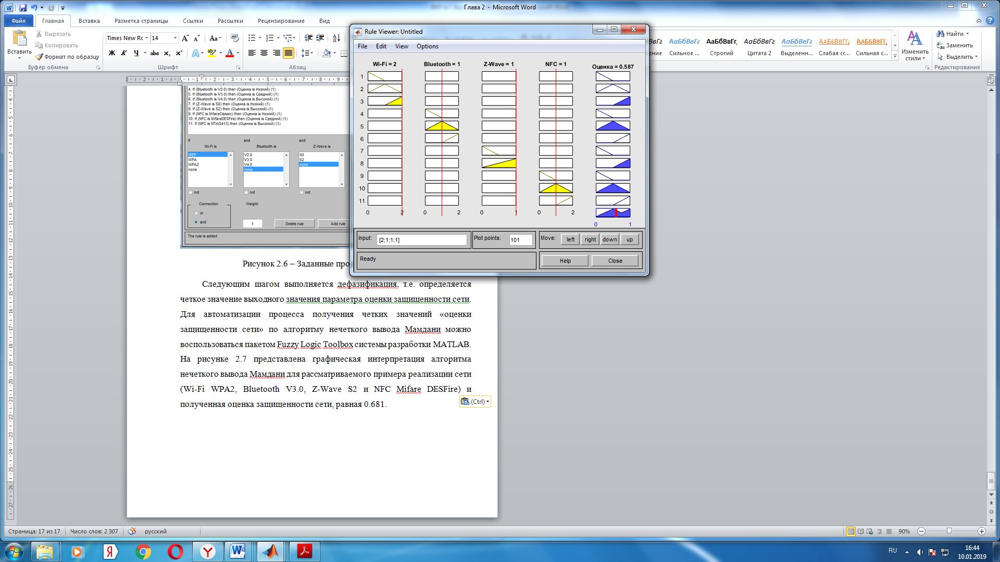 Глава 2 - Microsoft Word
Файл
Главная
Вставка
Разметка страницы
Ссылки
Рассылки
Рецензирование
Вид
Вставить
Вырезать
Копировать
Формат по образцу
Буфер обмена
Times New Rc
14
Шрифт
Абзац
Сильное ...
Строгий
Цитата 2
Выделенн...
Слабая сс...
Сильная с...
Изменить стили
Найти
Заменить
Выделить
Редактирование
4. If (Bluetooth is V2.0) then (Оценка is Низкий) (1)
5. If (Bluetooth is V3.0) then (Оценка is Средний) (1)
6. If (Bluetooth is V4.0) then (Оценка is Высокий) (1)
7. If (Z-Wave is S0) then (Оценка is Низкий) (1)
8. If (Z-Wave is S2) then (Оценка is Высокий) (1)
9. If (NFC is MifareClassic) then (Оценка is Низкий) (1)
10. If (NFC is MifareDESFire) then (Оценка is Средний) (1)
11. If (NFC is NTAG413) then (Оценка is Высокий) (1)
If
and
and
Wi-Fi is
Bluetooth is
Z-Wave is
WEP
WPA
WPA2
none
V2.0
V3.0
V4.0
none
S0
S2
none
not
not
not
Connection
or
and
Weight:
1
Delete rule
Add rule
The rule is added
Rule Viewer: Untitled
File
Edit
View
Options
Wi-Fi = 2
Bluetooth = 1
Z-Wave = 1
NFC = 1
Оценка = 0.587
1
2
3
4
5
6
7
8
9
10
11
0 2
0 2
0 1
0 2
0 1
Input:
[2;1;1;1]
Plot points:
101
Move:
left
right
down
up
Ready
Help
Close
Рисунок 2.6 – Заданные про
Следующим шагом выполняется дефазификация, т.е. определяется
четкое значение выходного значения параметра оценки защищенности сети.
Для автоматизации процесса получения четких значений «оценки
защищенности сети» по алгоритму нечеткого вывода Мамдани можно
воспользоваться пакетом Fuzzy Logic Toolbox системы разработки MATLAB.
На рисунке 2.7 представлена графическая интерпретация алгоритма
нечеткого вывода Мамдани для рассматриваемого примера реализации сети
(Wi-Fi WPA2, Bluetooth V3.0, Z-Wave S2 и NFC Mifare DESFire) и
полученная оценка защищенности сети, равная 0.681.
(Ctrl)
Страница: 17 из 17
Число слов: 2 307
русский
90%
RU
16:44
10.01.2019